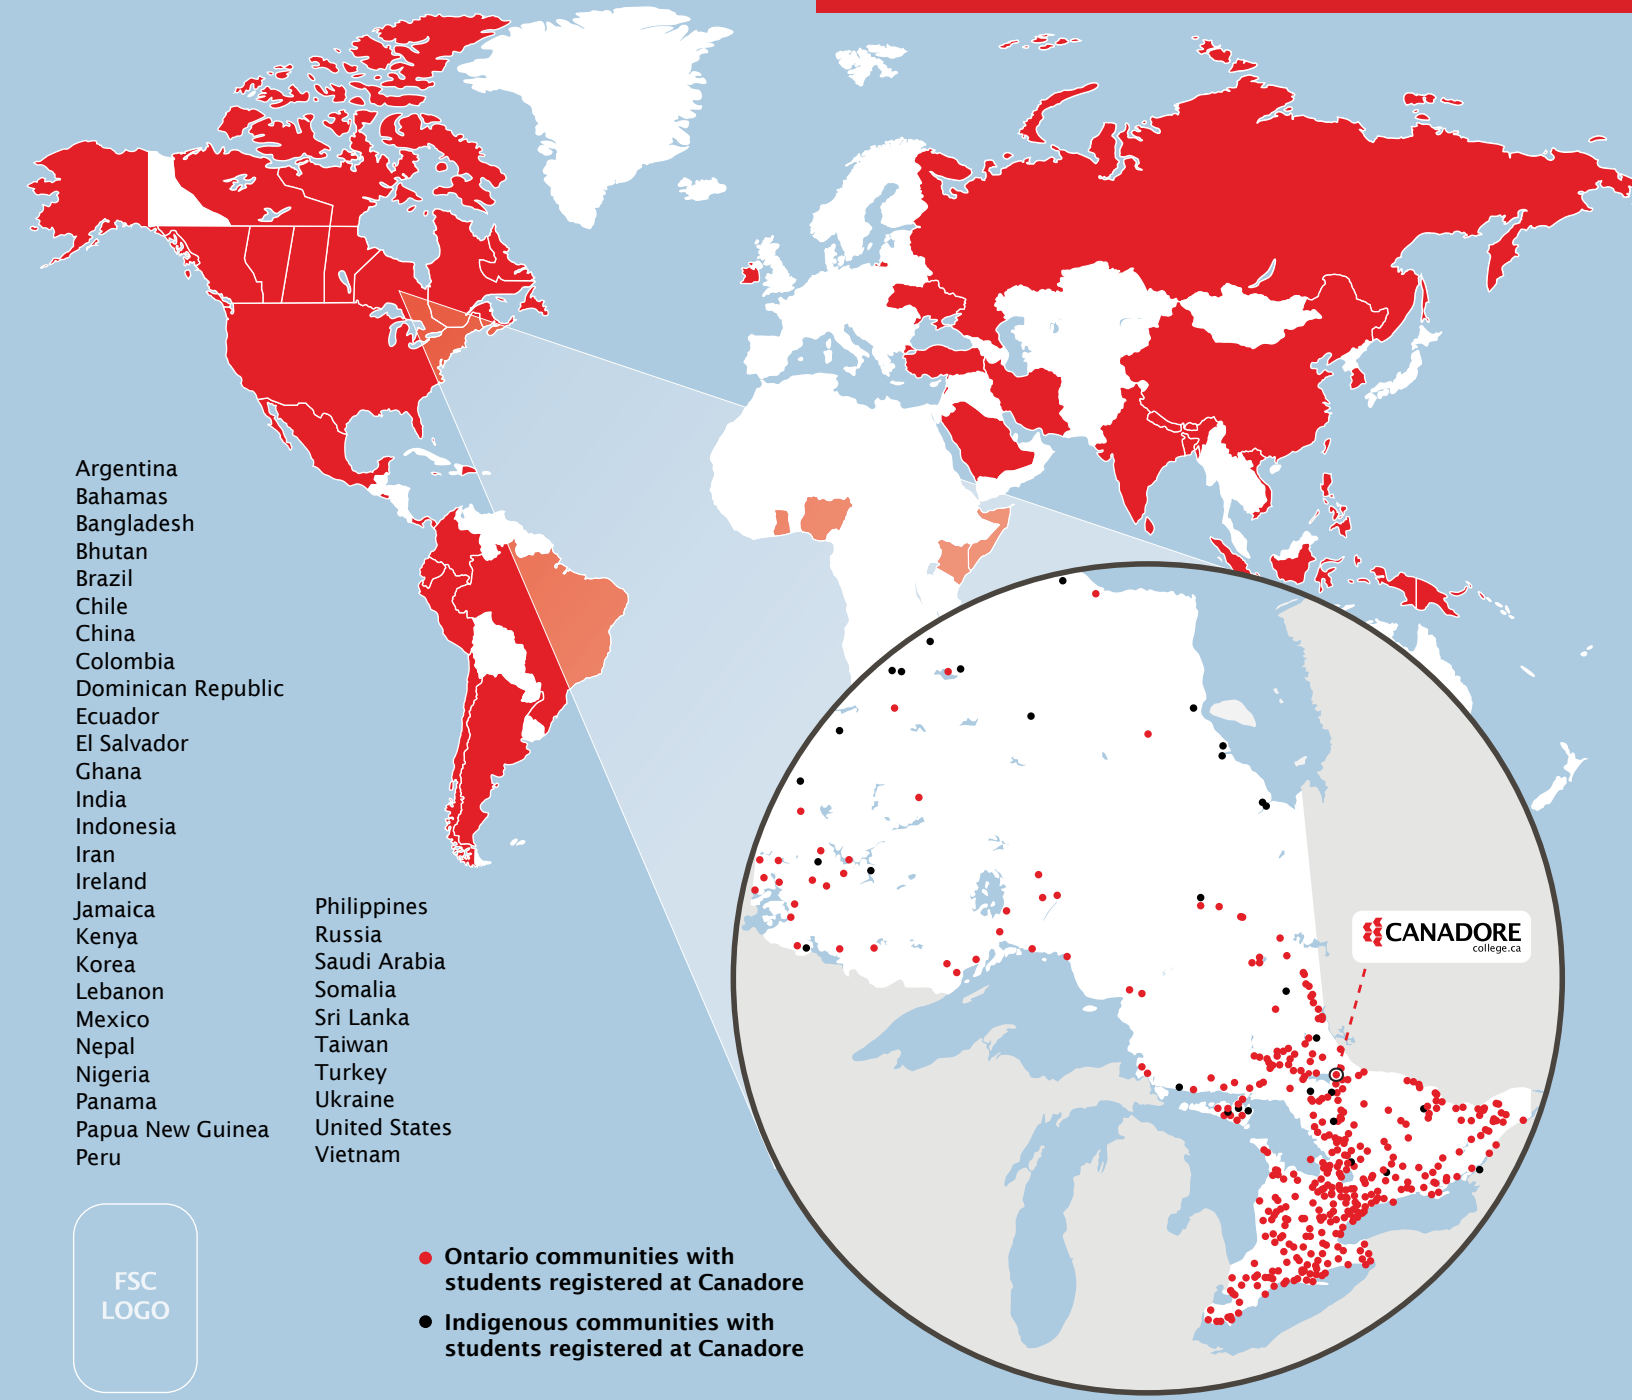 Argentina
Bahamas
Bangladesh
Bhutan
Brazil
Chile
China
Colombia
Dominican Republic
Ecuador
El Salvador
Ghana
India
Indonesia
Iran
Ireland
Jamaica
Kenya
Korea
Lebanon
Mexico
Nepal
Nigeria
Panama
Papua New Guinea
Peru
Philippines
Russia
Saudi Arabia
Somalia
Sri Lanka
Taiwan
Turkey
Ukraine
United States
Vietnam
CANADORE
college.ca
FSC
LOGO
Ontario communities with
students registered at Canadore
Indigenous communities with
students registered at Canadore